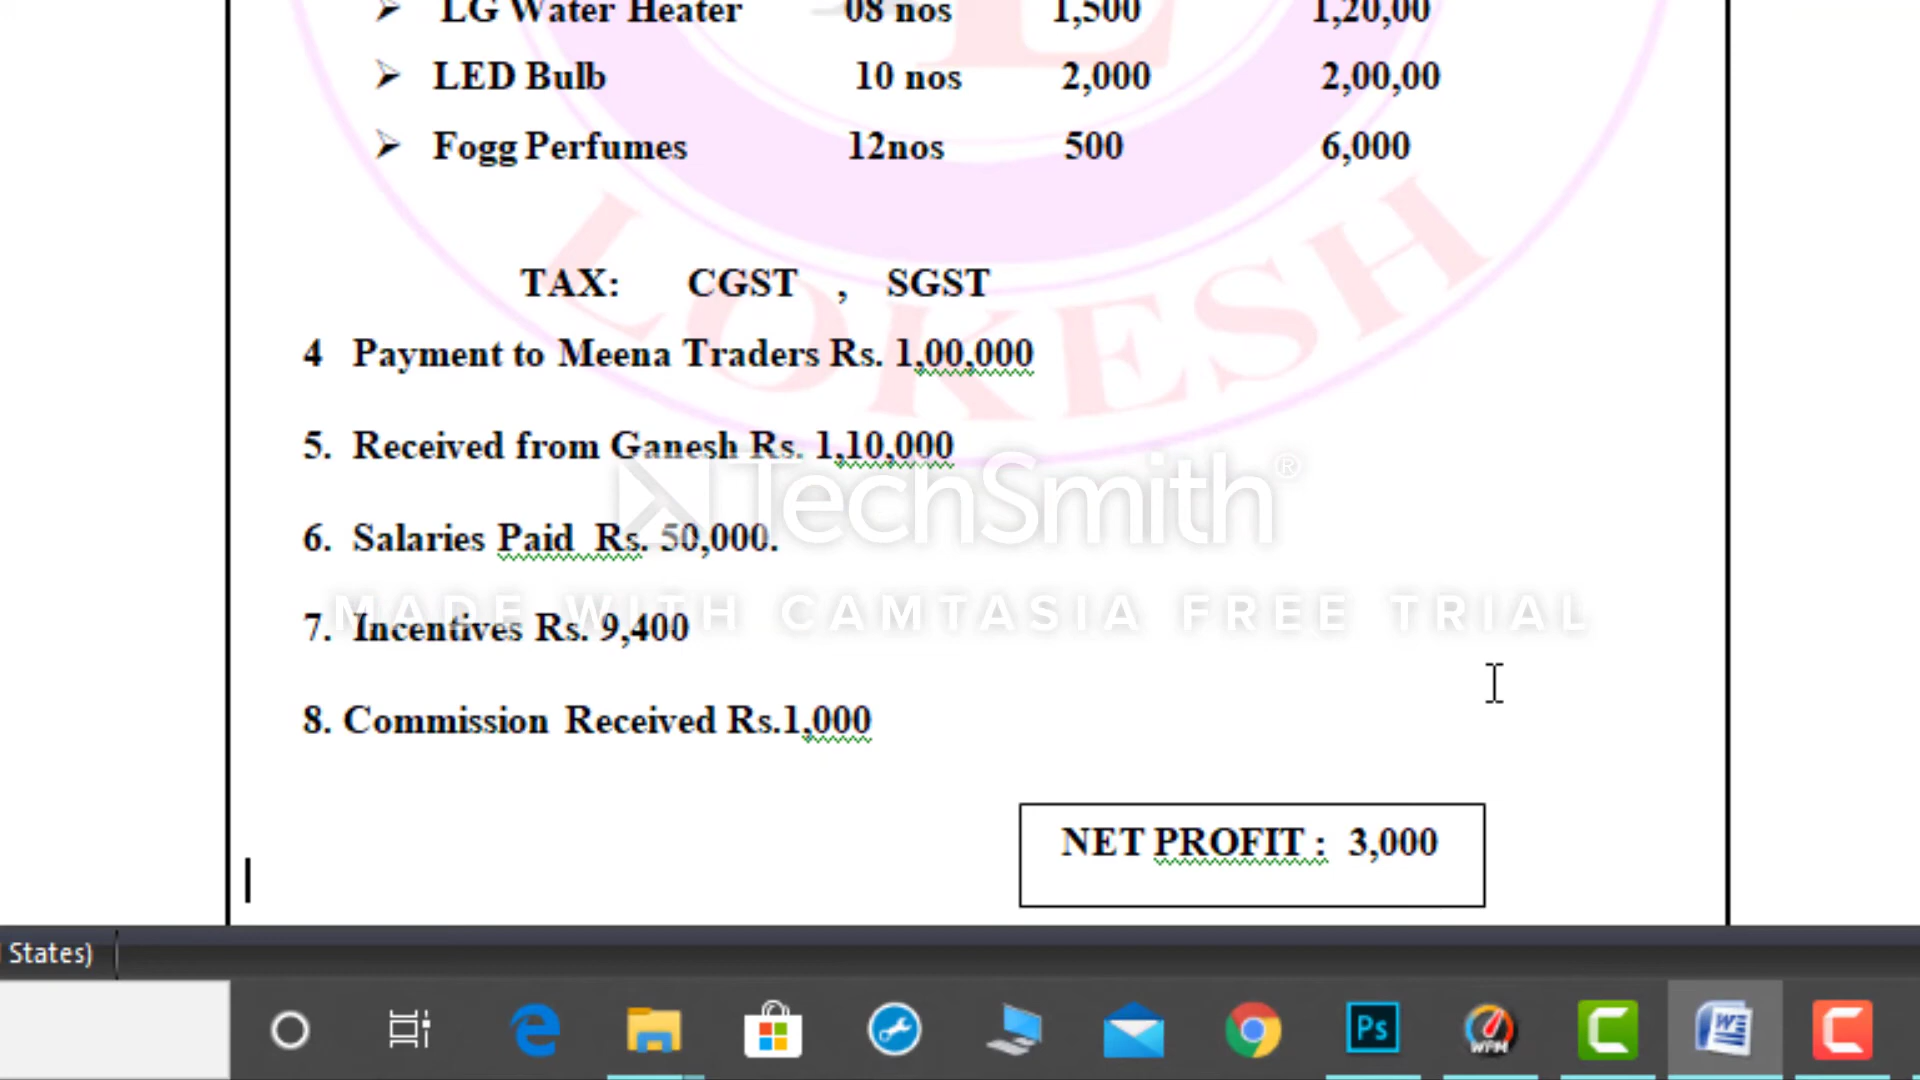 ➢ LG Water Heater 08 nos 1,500 1,20,00
➢ LED Bulb 10 nos 2,000 2,00,00
➢ Fogg Perfumes 12nos 500 6,000
TAX: CGST , SGST
4 Payment to Meena Traders Rs. 1,00,000
5. Received from Ganesh Rs. 1,10,000
6. Salaries Paid Rs. 50,000.
7. Incentives Rs. 9,400
8. Commission Received Rs.1,000
NET PROFIT : 3,000
LOKESH
TechSmith®
MADE WITH CAMTASIA FREE TRIAL
States)
Ps
WPM
W